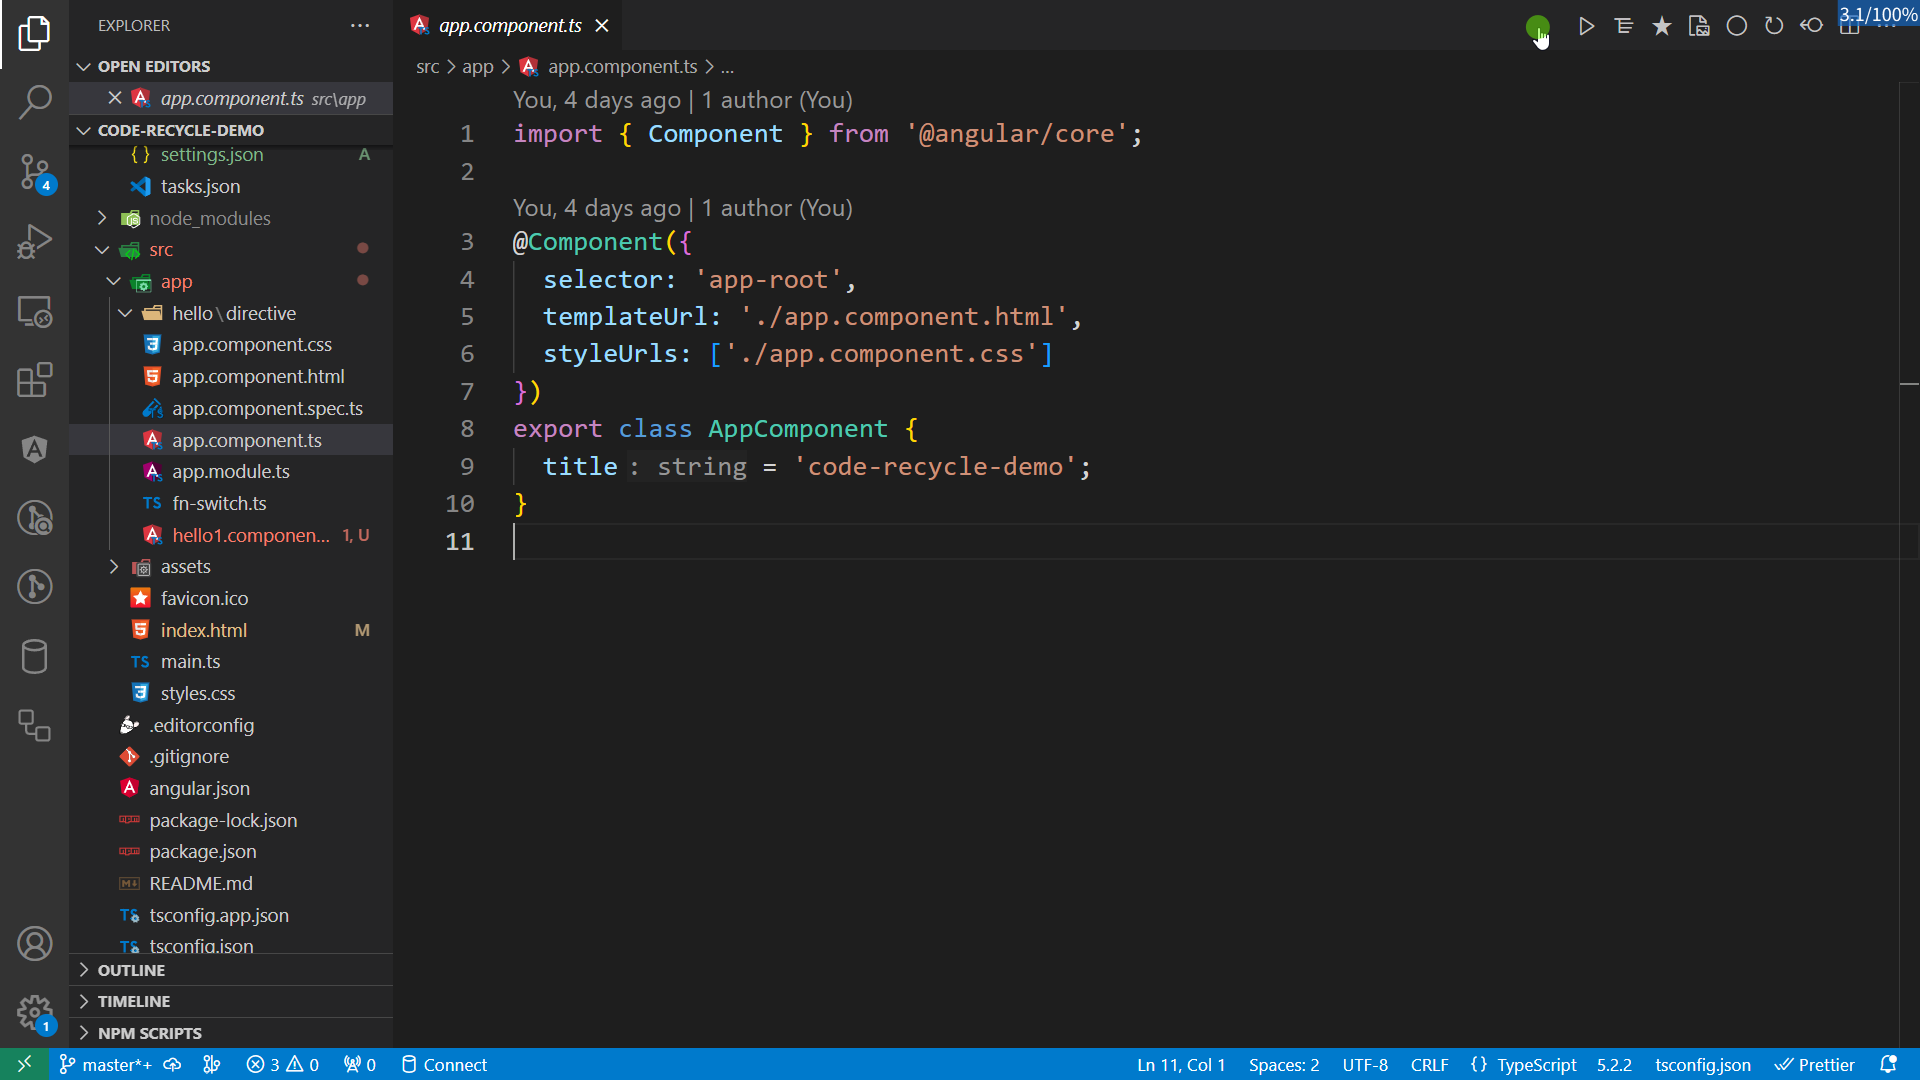 EXPLORER
OPEN EDITORS
app.component.ts src\app
CODE-RECYCLE-DEMO
settings.json A
tasks.json
node_modules
src
app
hello\directive
app.component.css
app.component.html
app.component.spec.ts
app.component.ts
app.module.ts
TS fn-switch.ts
hello1.componen... 1, U
assets
favicon.ico
index.html M
TS main.ts
styles.css
.editorconfig
.gitignore
angular.json
package-lock.json
package.json
README.md
TS tsconfig.app.json
TS tsconfig.json
OUTLINE
TIMELINE
NPM SCRIPTS
4
1
app.component.ts
3.1/100%
src > app > app.component.ts > ...
You, 4 days ago | 1 author (You)
1 import { Component } from '@angular/core';
2
You, 4 days ago | 1 author (You)
3 @Component({
4 selector: 'app-root',
5 templateUrl: './app.component.html',
6 styleUrls: ['./app.component.css']
7 })
8 export class AppComponent {
9 title: string = 'code-recycle-demo';
10 }
11
master*+ 3 0 0 Connect Ln 11, Col 1 Spaces: 2 UTF-8 CRLF {} TypeScript 5.2.2 tsconfig.json Prettier